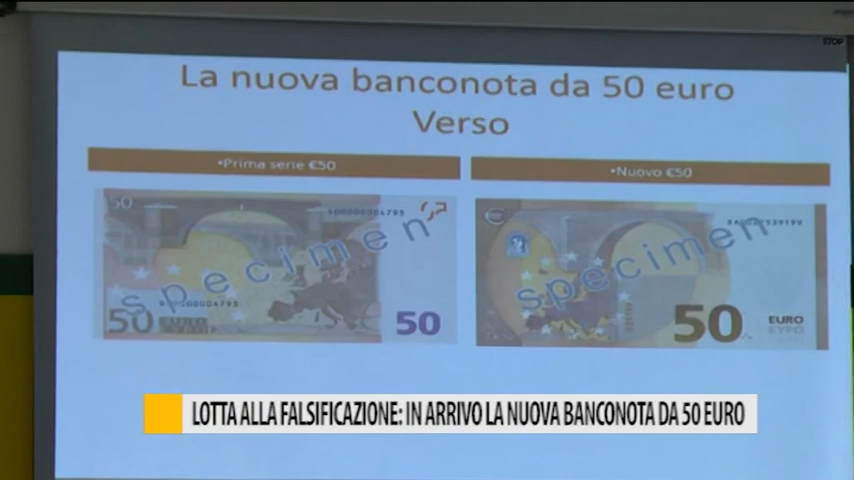 STOP
La nuova banconota da 50 euro
Verso
•Prima serie €50
•Nuovo €50
50
specimen
50
50
€
specimen
50
EURO
ΕΥΡΩ
LOTTA ALLA FALSIFICAZIONE: IN ARRIVO LA NUOVA BANCONOTA DA 50 EURO